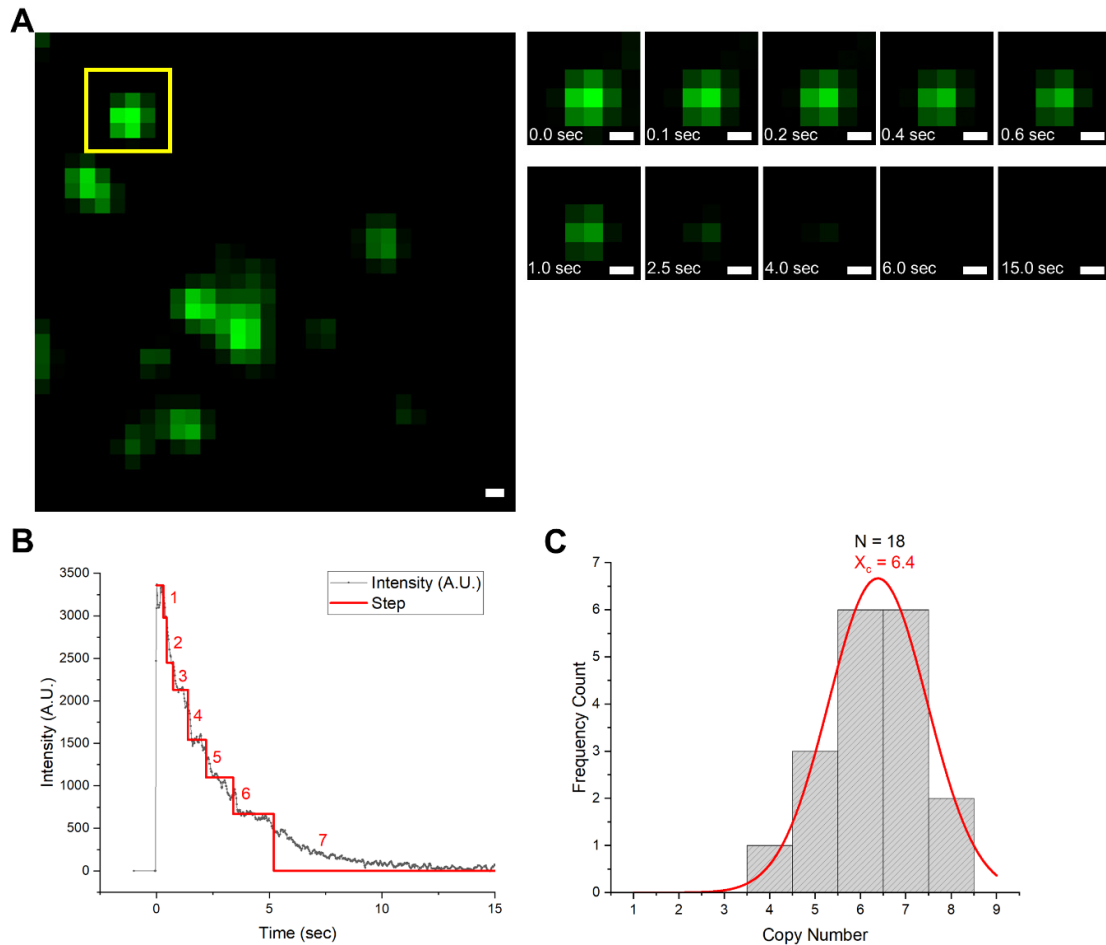 A
0.0 sec
0.1 sec
0.2 sec
0.4 sec
0.6 sec
1.0 sec
2.5 sec
4.0 sec
6.0 sec
15.0 sec
B
Intensity (A.U.)
Step
3500
3000
2500
2000
1500
1000
500
0
Intensity (A.U.)
1
2
3
4
5
6
7
0
5
10
15
Time (sec)
C
N = 18
Xc = 6.4
7
6
5
4
3
2
1
0
Frequency Count
1
2
3
4
5
6
7
8
9
Copy Number